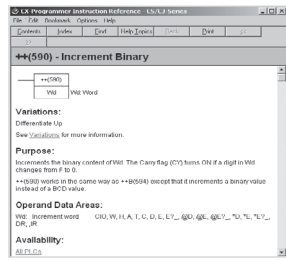 CX Programmer Instruction Reference - CS/CJ-Series
File Edit Bookmark Options Help
Contents Index Find Help Topics Back Print
++(590) - Increment Binary
++(590)
Wd Wd: Word
Variations:
Differentiate Up
See Variations for more information.
Purpose:
Increments the binary content of Wd. The Carry flag (CY) turns ON if a digit in Wd
changes from F to 0.
++(590) works in the same way as ++B(594) except that it increments a binary value
instead of a BCD value.
Operand Data Areas:
Wd: Increment word CIO, W, H, A, T, C, D, E, E?_, @D, @E, @E?_, *D, *E, *E?_,
DR, ,IR
Availability:
All PLCs